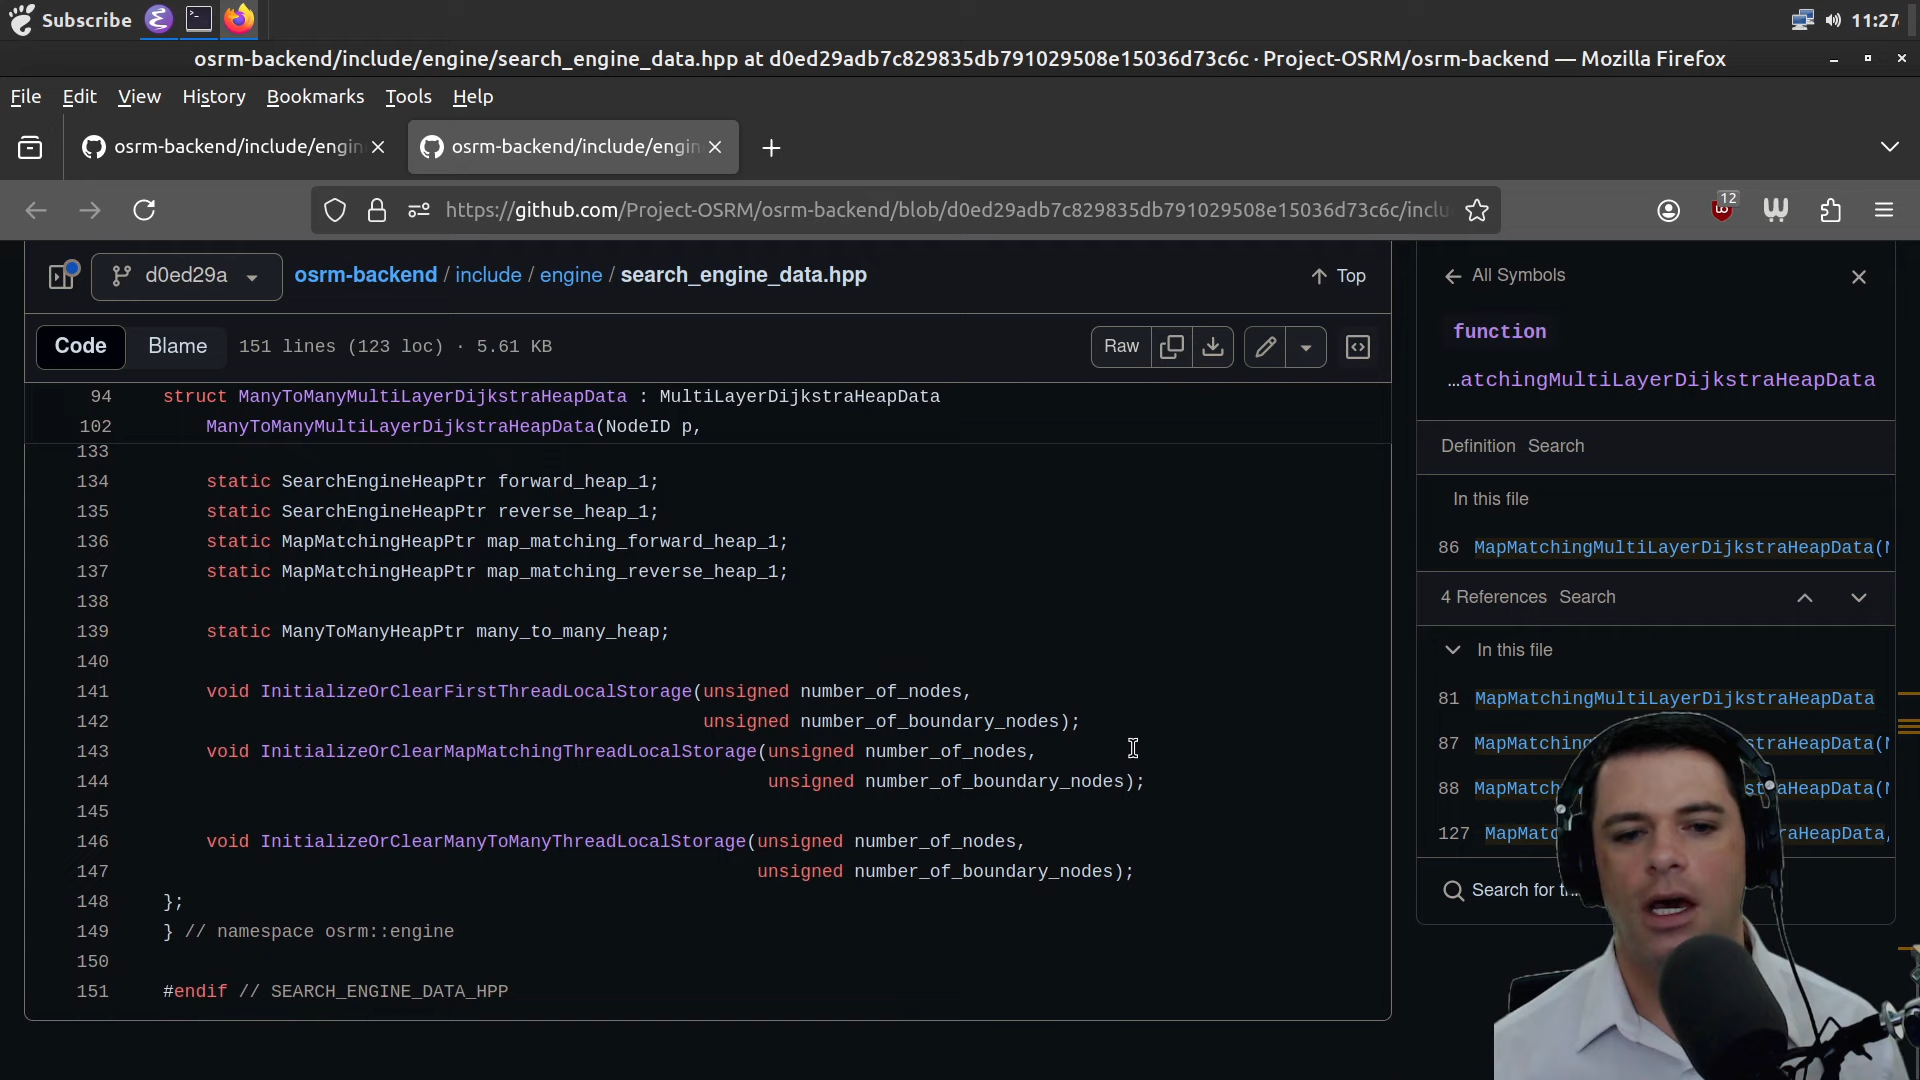 Subscribe
11:27
osrm-backend/include/engine/search_engine_data.hpp at d0ed29adb7c829835db791029508e15036d73c6c · Project-OSRM/osrm-backend — Mozilla Firefox
File Edit View History Bookmarks Tools Help
osrm-backend/include/engin
osrm-backend/include/engin
https://github.com/Project-OSRM/osrm-backend/blob/d0ed29adb7c829835db791029508e15036d73c6c/inclu
12
d0ed29a
osrm-backend / include / engine / search_engine_data.hpp
Top
Code Blame 151 lines (123 loc) · 5.61 KB
Raw
94 struct ManyToManyMultiLayerDijkstraHeapData : MultiLayerDijkstraHeapData
102 ManyToManyMultiLayerDijkstraHeapData(NodeID p,
133
134 static SearchEngineHeapPtr forward_heap_1;
135 static SearchEngineHeapPtr reverse_heap_1;
136 static MapMatchingHeapPtr map_matching_forward_heap_1;
137 static MapMatchingHeapPtr map_matching_reverse_heap_1;
138
139 static ManyToManyHeapPtr many_to_many_heap;
140
141 void InitializeOrClearFirstThreadLocalStorage(unsigned number_of_nodes,
142 unsigned number_of_boundary_nodes);
143 void InitializeOrClearMapMatchingThreadLocalStorage(unsigned number_of_nodes,
144 unsigned number_of_boundary_nodes);
145
146 void InitializeOrClearManyToManyThreadLocalStorage(unsigned number_of_nodes,
147 unsigned number_of_boundary_nodes);
148 };
149 } // namespace osrm::engine
150
151 #endif // SEARCH_ENGINE_DATA_HPP
All Symbols
function
…atchingMultiLayerDijkstraHeapData
Definition Search
In this file
86 MapMatchingMultiLayerDijkstraHeapData(
4 References Search
In this file
81 MapMatchingMultiLayerDijkstraHeapData
87 MapMatching raHeapData(
88 MapMatch aHeapData(
127 MapMatc raHeapData,
Search for